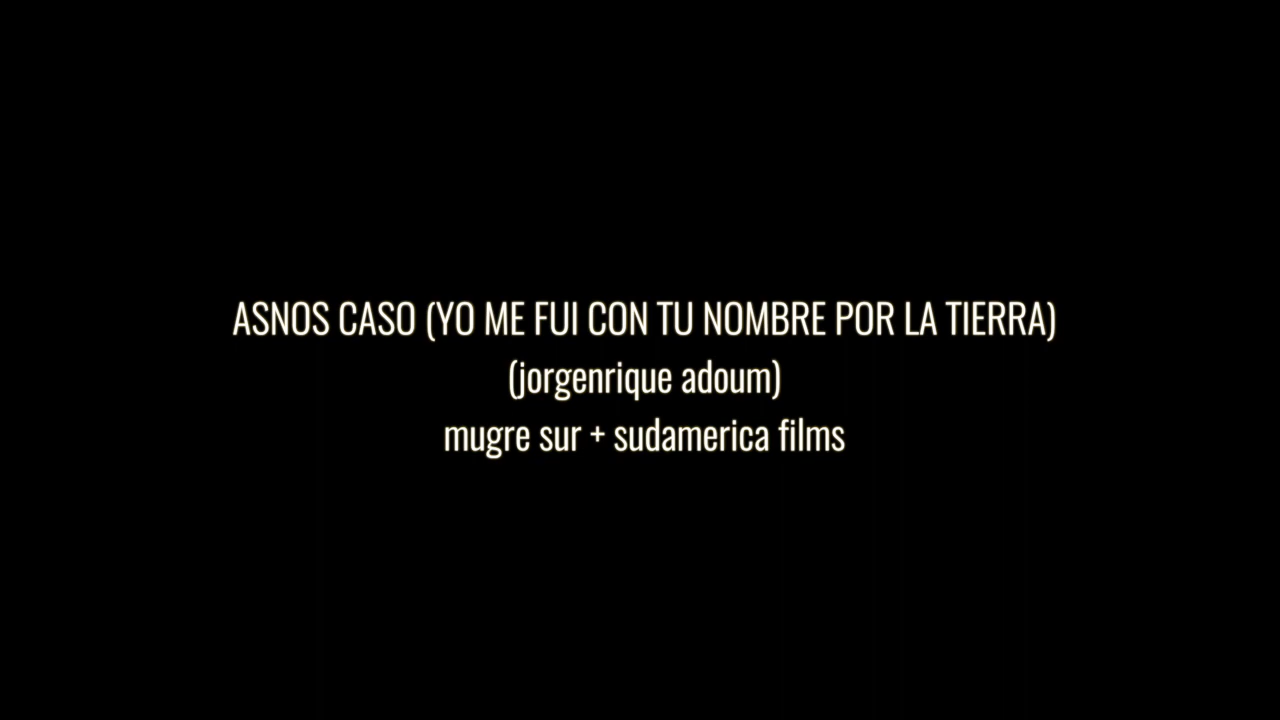 ASNOS CASO (YO ME FUI CON TU NOMBRE POR LA TIERRA)
(jorgenrique adoum)
mugre sur + sudamerica films